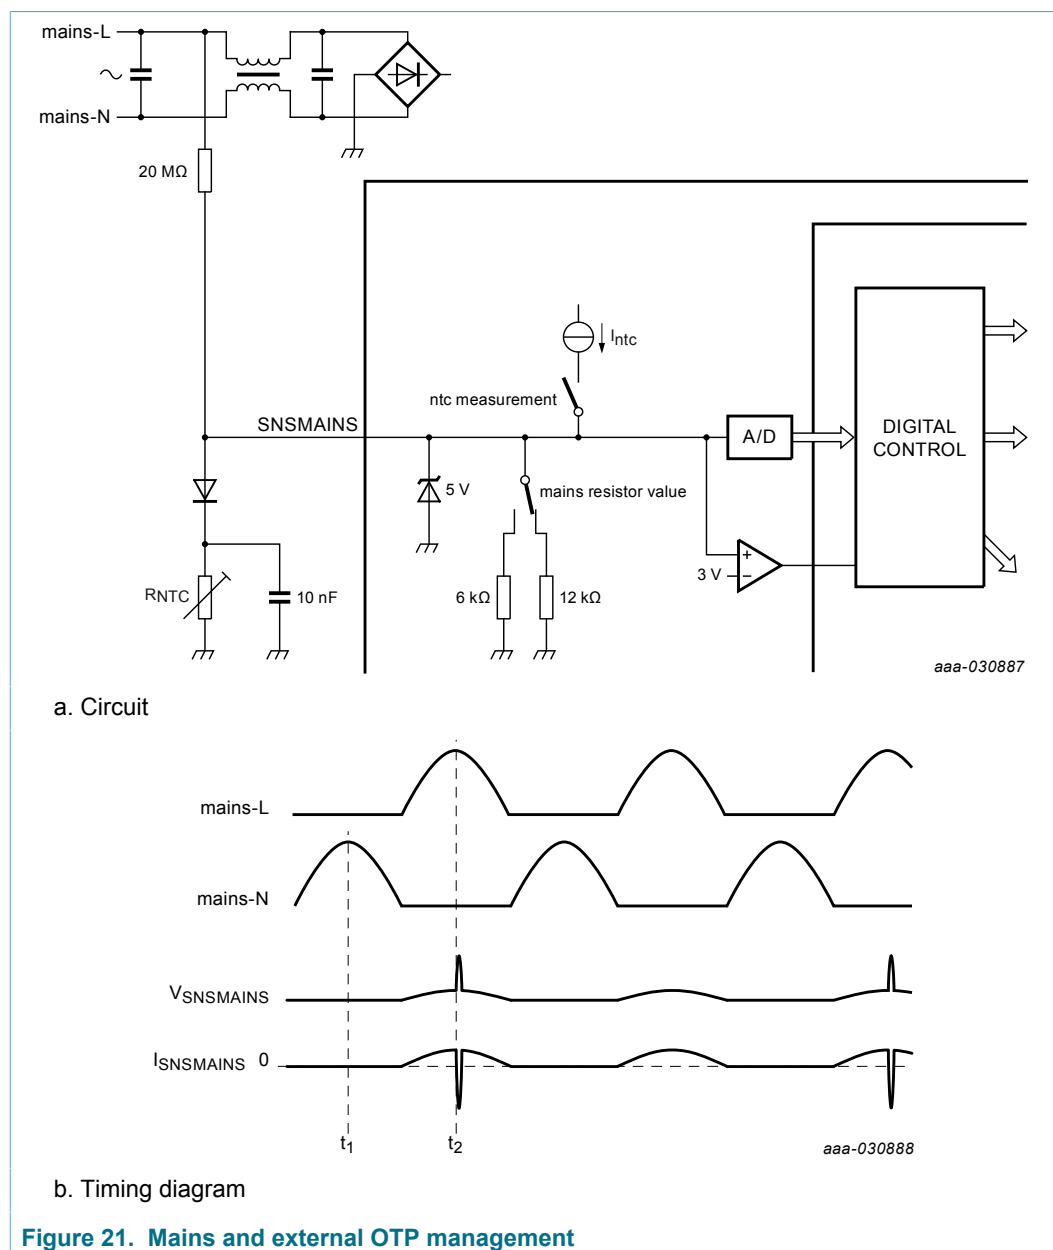 mains-L
mains-N
20 MΩ
Intc
ntc measurement
SNSMAINS
A/D
DIGITAL
CONTROL
5 V
mains resistor value
3 V
+
−
RNTC
10 nF
6 kΩ
12 kΩ
aaa-030887
a. Circuit
mains-L
mains-N
VSNSMAINS
ISNSMAINS 0
t1
t2
aaa-030888
b. Timing diagram
Figure 21. Mains and external OTP management